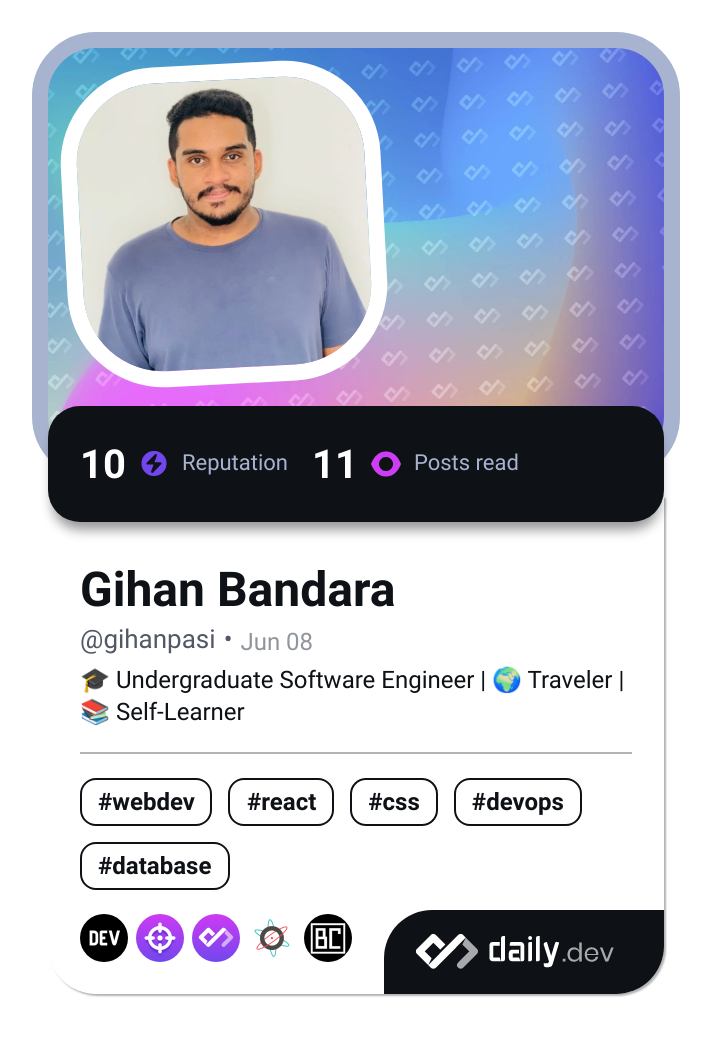 10 Reputation 11 Posts read
Gihan Bandara
@gihanpasi • Jun 08
🎓 Undergraduate Software Engineer | 🌍 Traveler |
📚 Self-Learner
#webdev #react #css #devops
#database
DEV BC daily.dev